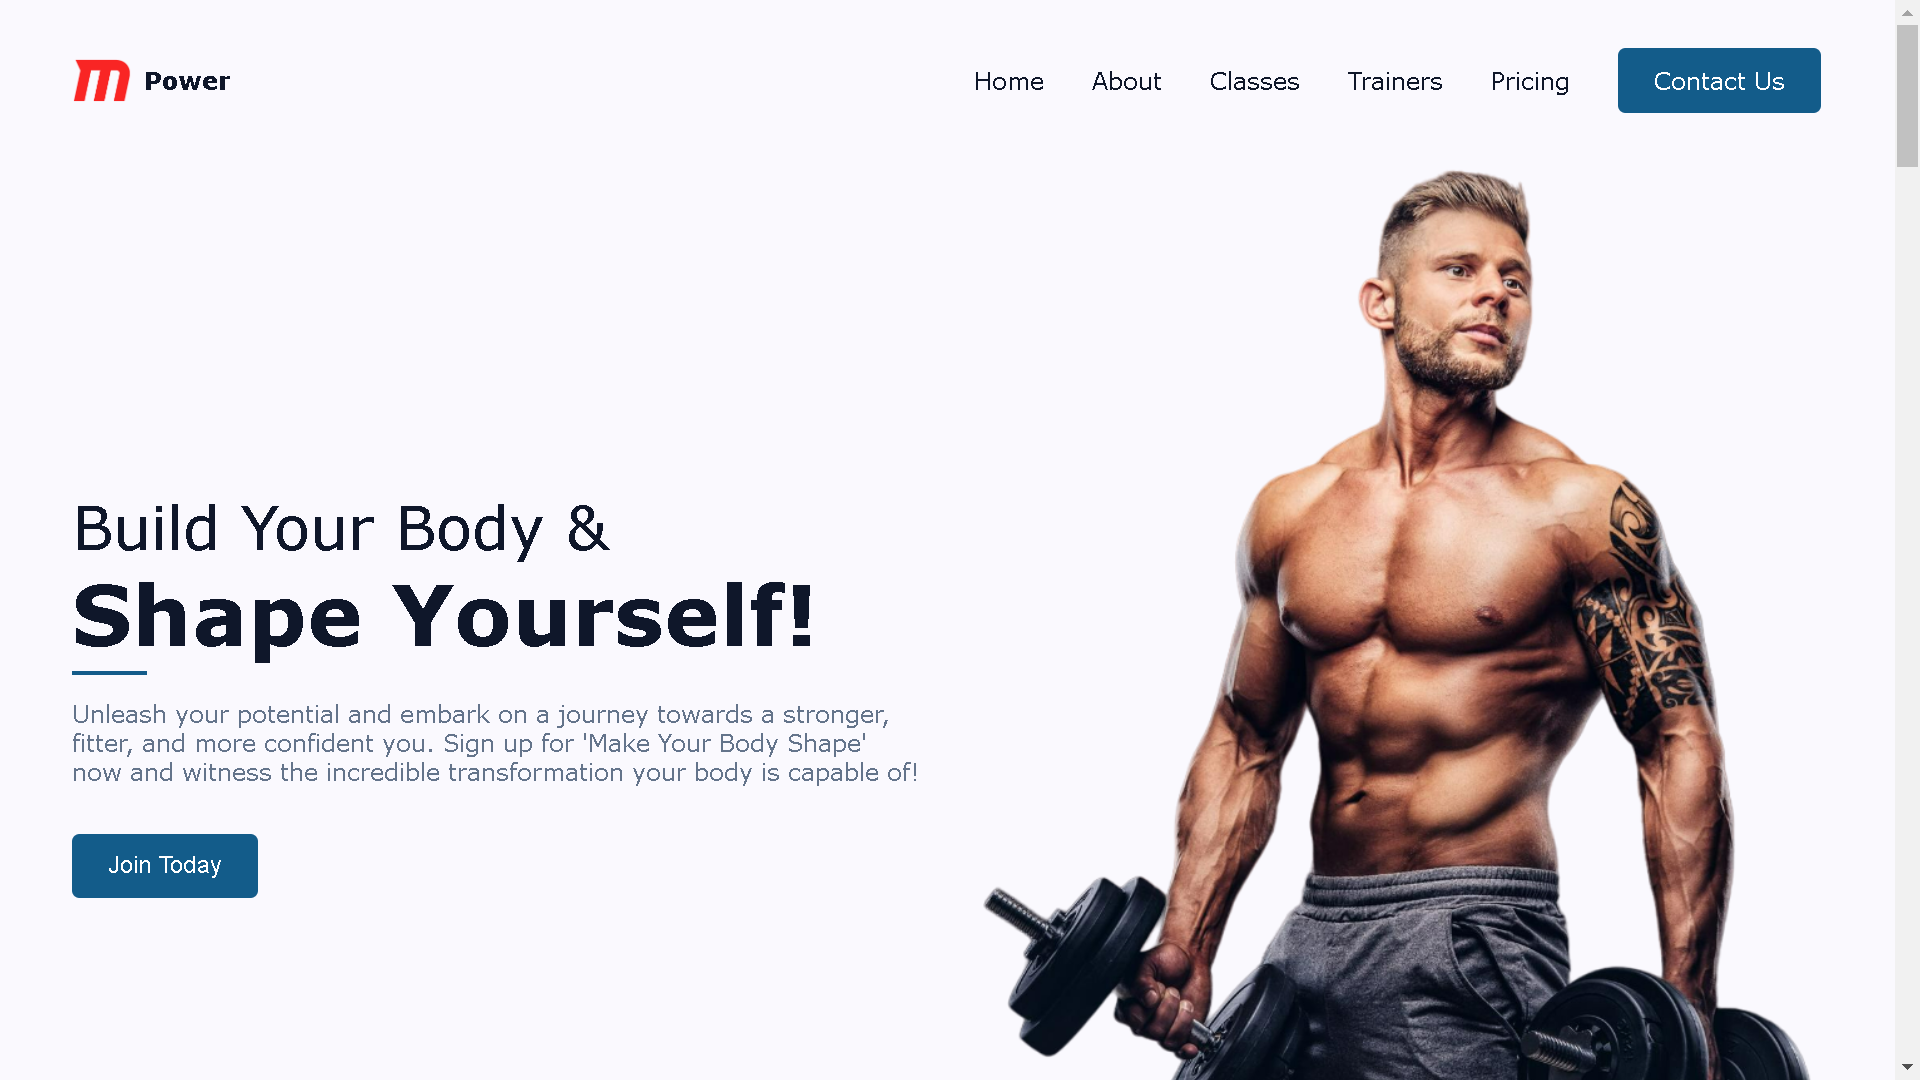 m Power
Home About Classes Trainers Pricing Contact Us
Build Your Body &
Shape Yourself!
Unleash your potential and embark on a journey towards a stronger,
fitter, and more confident you. Sign up for 'Make Your Body Shape'
now and witness the incredible transformation your body is capable of!
Join Today